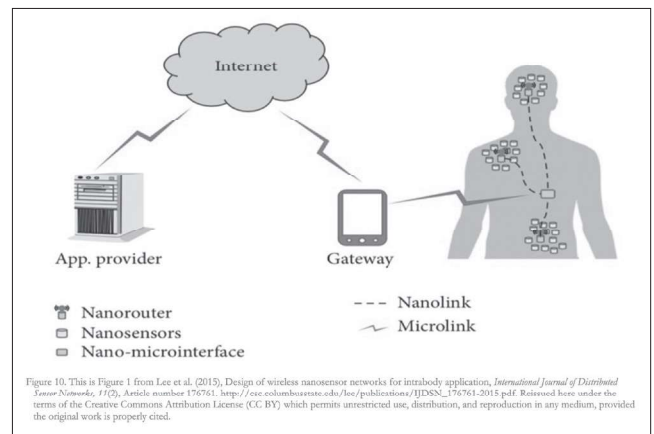 Internet
App. provider
Gateway
Nanorouter
Nanosensors
Nano-microinterface
Nanolink
Microlink
Figure 10. This is Figure 1 from Lee et al. (2015), Design of wireless nanosensor networks for intrabody application, International Journal of Distributed
Sensor Networks, 11(2), Article number 176761. http://csc.columbusstate.edu/lee/publications/IJDSN_176761-2015.pdf. Reissued here under the
terms of the Creative Commons Attribution License (CC BY) which permits unrestricted use, distribution, and reproduction in any medium, provided
the original work is properly cited.